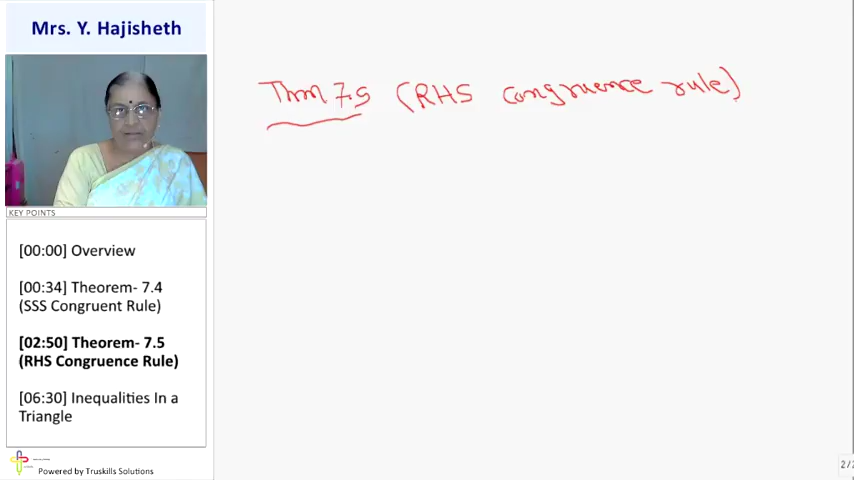 Mrs. Y. Hajisheth
Thm 7.5 (RHS congruence rule)
KEY POINTS
[00:00] Overview
[00:34] Theorem- 7.4
(SSS Congruent Rule)
[02:50] Theorem- 7.5
(RHS Congruence Rule)
[06:30] Inequalities In a
Triangle
Powered by Truskills Solutions
2/2